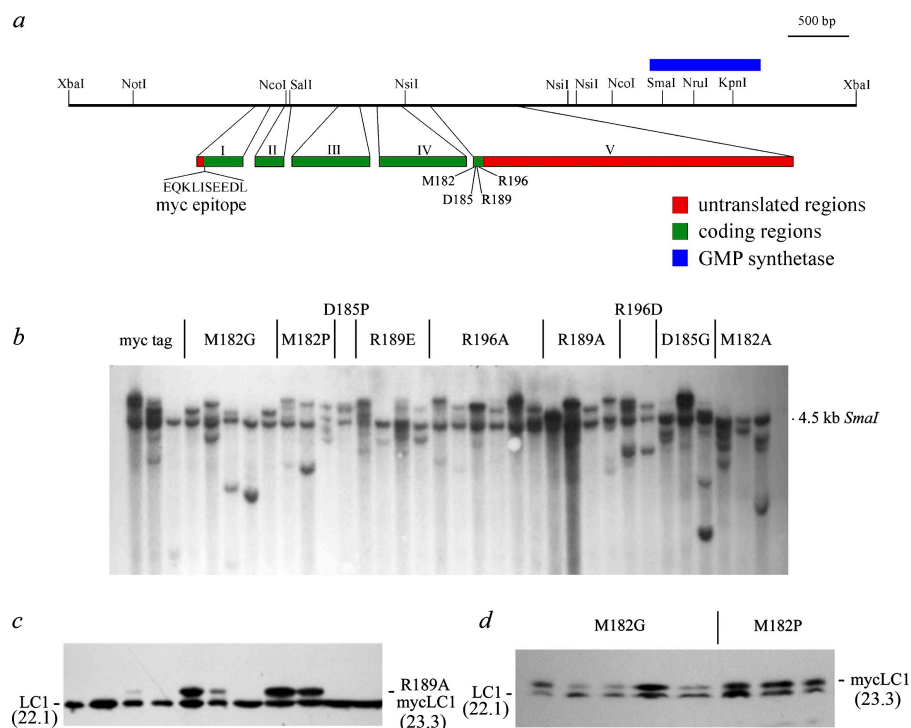 a
500 bp
XbaI NotI NcoI SalI NsiI NsiI NsiI NcoI SmaI NruI KpnI XbaI
I II III IV V
M182 R196
D185 R189
EQKLISEEDL
myc epitope
untranslated regions
coding regions
GMP synthetase
b
D185P R196D
myc tag M182G M182P R189E R196A R189A D185G M182A
- 4.5 kb SmaI
c
LC1 -
(22.1)
- R189A
mycLC1
(23.3)
d
M182G M182P
LC1 -
(22.1)
- mycLC1
(23.3)